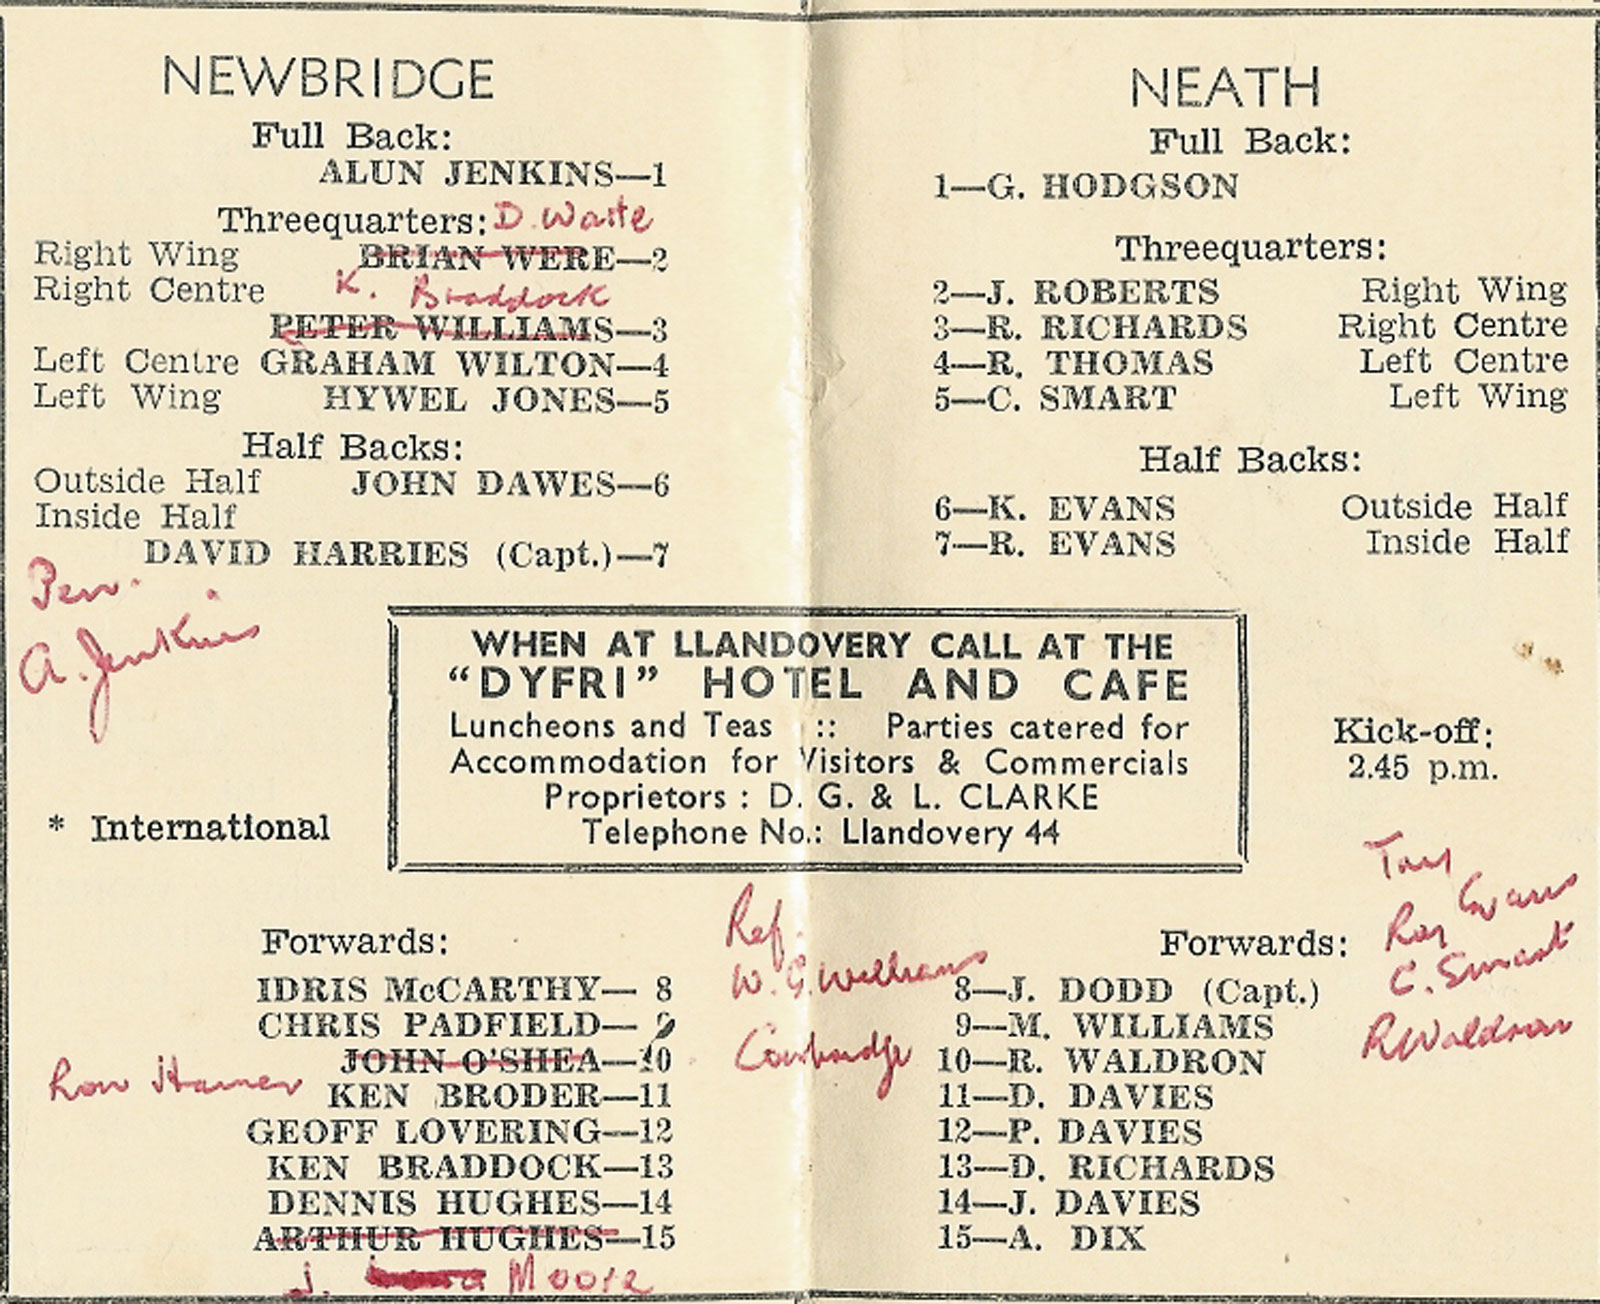 NEWBRIDGE
Full Back:
ALUN JENKINS—1
Threequarters: D. Waite
Right Wing BRIAN WERE—2
Right Centre K. Braddock
PETER WILLIAMS—3
Left Centre GRAHAM WILTON—4
Left Wing HYWEL JONES—5
Half Backs:
Outside Half JOHN DAWES—6
Inside Half
DAVID HARRIES (Capt.)—7
Pen.
A. Jenkins
* International
Forwards:
IDRIS McCARTHY— 8
CHRIS PADFIELD— 9
JOHN O'SHEA—10
Ron Hamer
KEN BRODER—11
GEOFF LOVERING—12
KEN BRADDOCK—13
DENNIS HUGHES—14
ARTHUR HUGHES—15
J. Moore
WHEN AT LLANDOVERY CALL AT THE
“DYFRI” HOTEL AND CAFE
Luncheons and Teas :: Parties catered for
Accommodation for Visitors & Commercials
Proprietors : D. G. & L. CLARKE
Telephone No.: Llandovery 44
Ref.
W. G. Williams
NEATH
Full Back:
1—G. HODGSON
Threequarters:
2—J. ROBERTS Right Wing
3—R. RICHARDS Right Centre
4—R. THOMAS Left Centre
5—C. SMART Left Wing
Half Backs:
6—K. EVANS Outside Half
7—R. EVANS Inside Half
Kick-off:
2.45 p.m.
Evans
C. Smart
R Waldron
Forwards:
8—J. DODD (Capt.)
9—M. WILLIAMS
10—R. WALDRON
11—D. DAVIES
12—P. DAVIES
13—D. RICHARDS
14—J. DAVIES
15—A. DIX